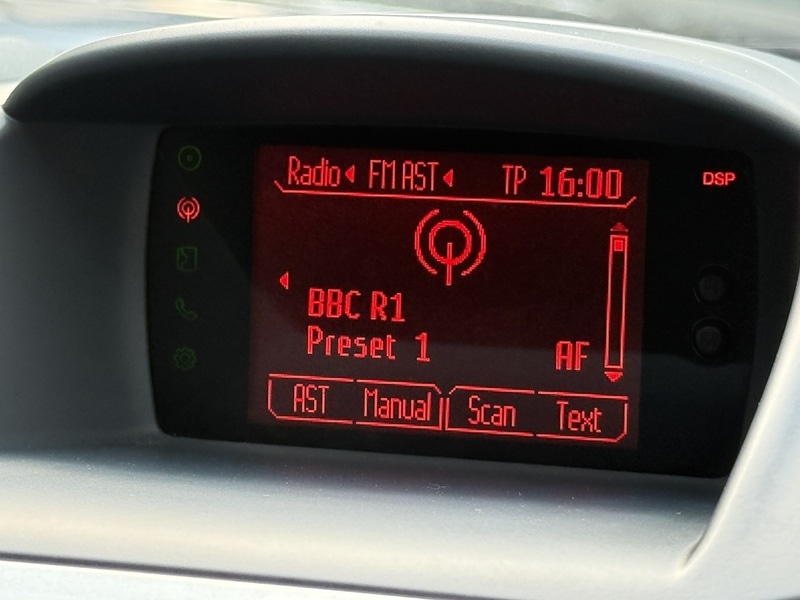 Radio FM AST TP 16:00 DSP
BBC R1
Preset 1 AF
AST Manual Scan Text